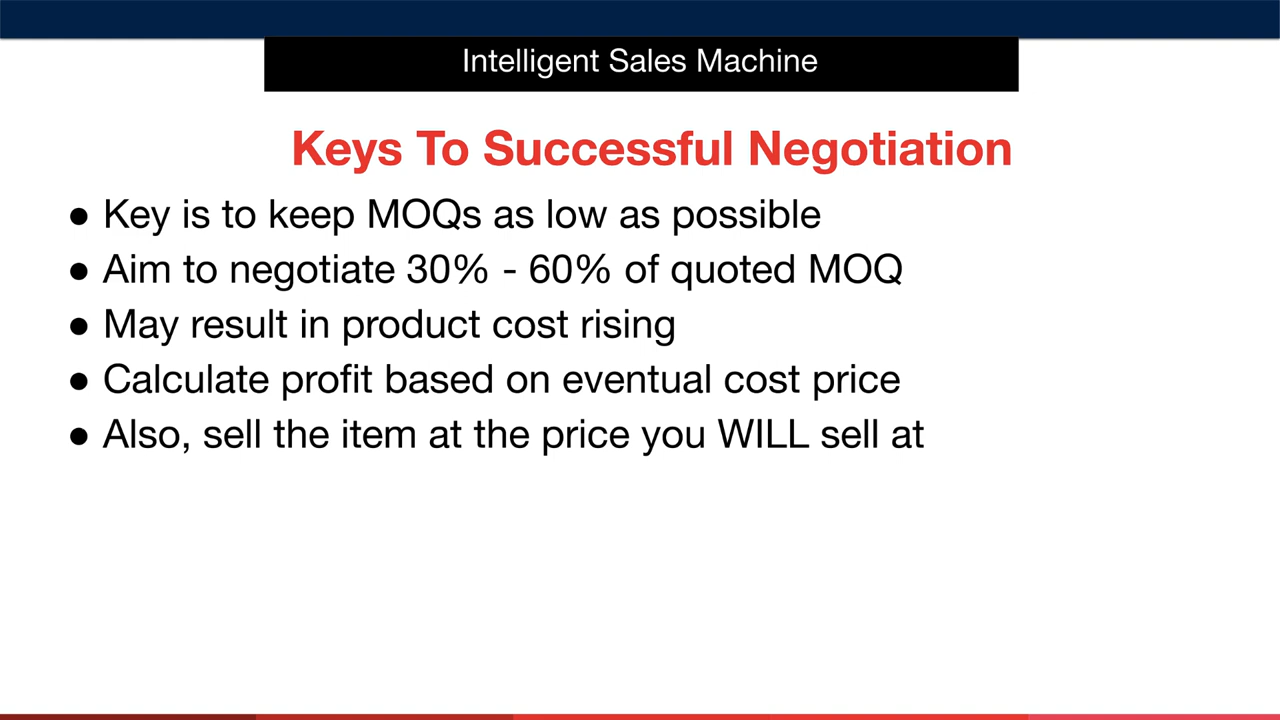 Intelligent Sales Machine
Keys To Successful Negotiation
● Key is to keep MOQs as low as possible
● Aim to negotiate 30% - 60% of quoted MOQ
● May result in product cost rising
● Calculate profit based on eventual cost price
● Also, sell the item at the price you WILL sell at